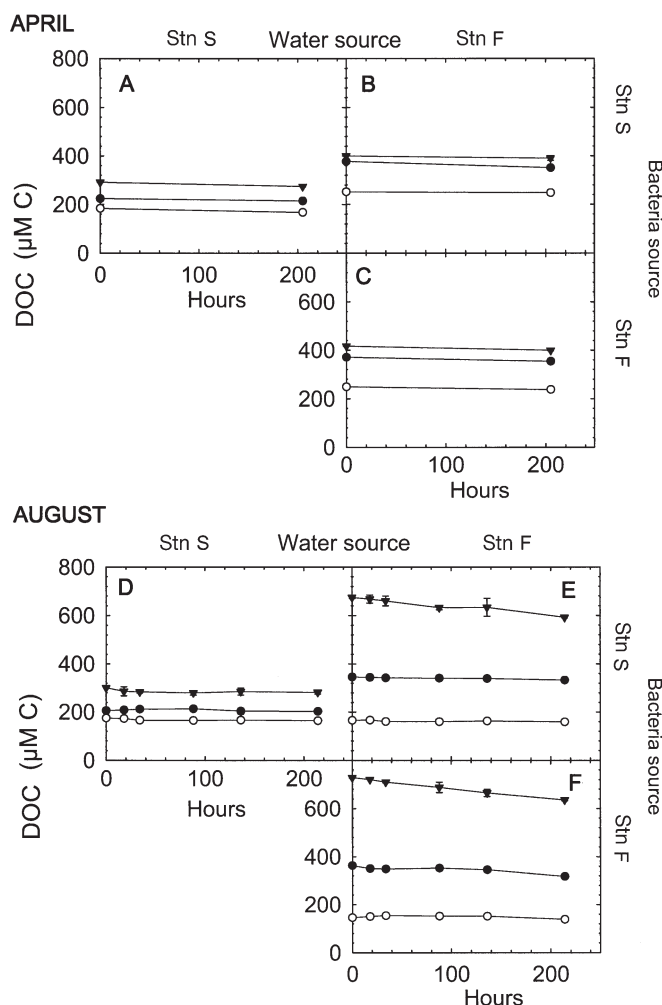 APRIL
Stn S Water source Stn F
A B
800
600
400
200
0
DOC (µM C)
0 100 200
Hours
Stn S
Bacteria source
C
600
400
200
0
0 100 200
Hours
Stn F
AUGUST
Stn S Water source Stn F
D E
800
600
400
200
0
DOC (µM C)
0 100 200
Hours
Stn S
Bacteria source
F
600
400
200
0
0 100 200
Hours
Stn F